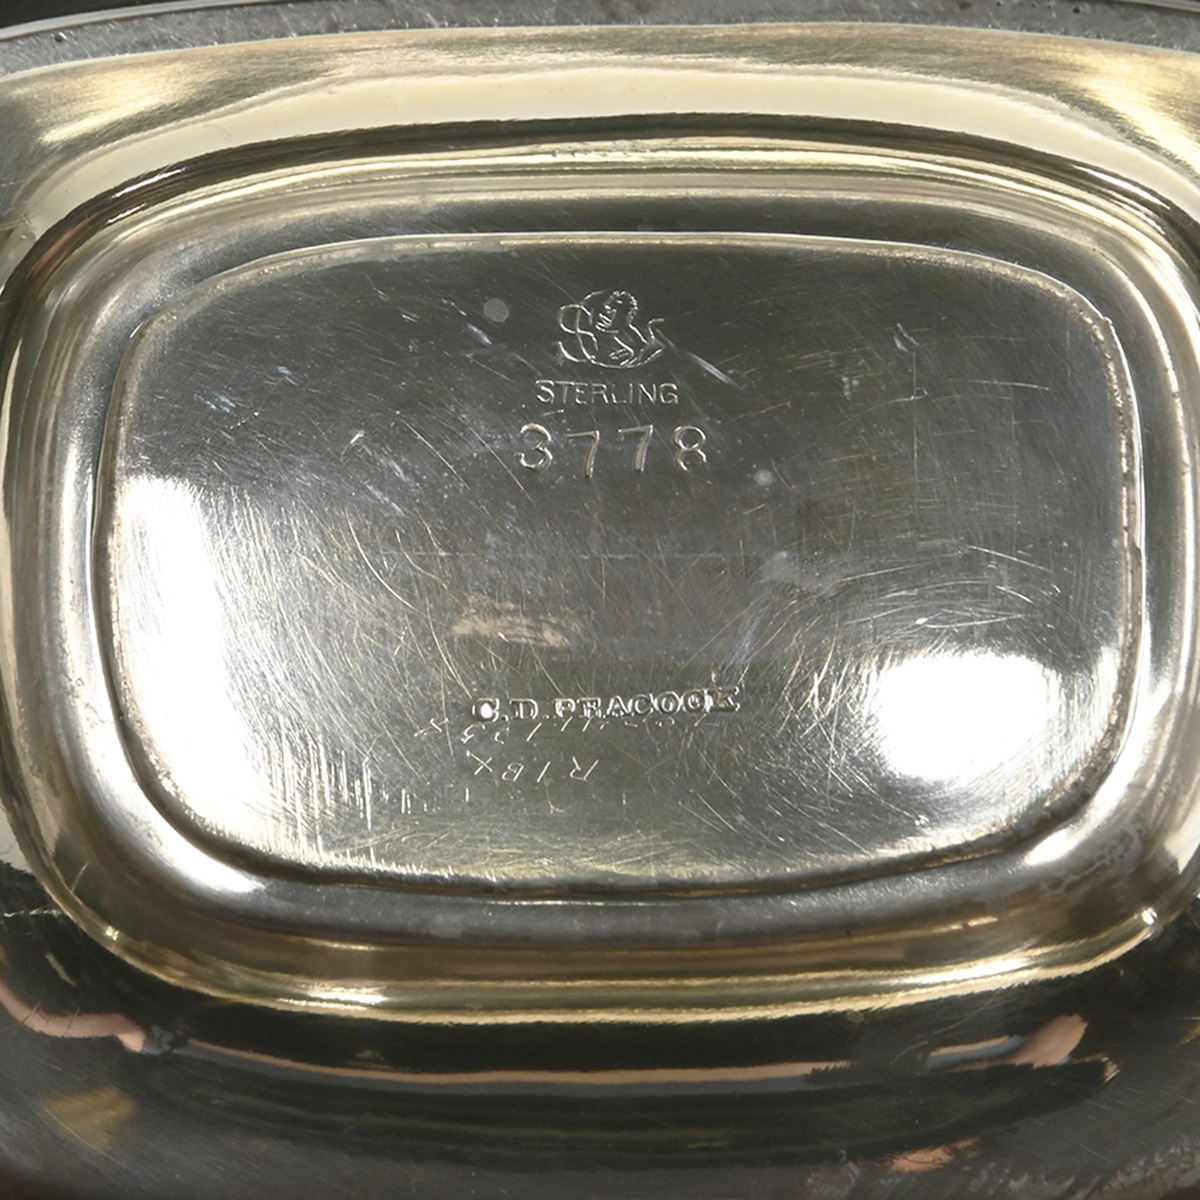 STERLING
3778
C.D. PEACOCK